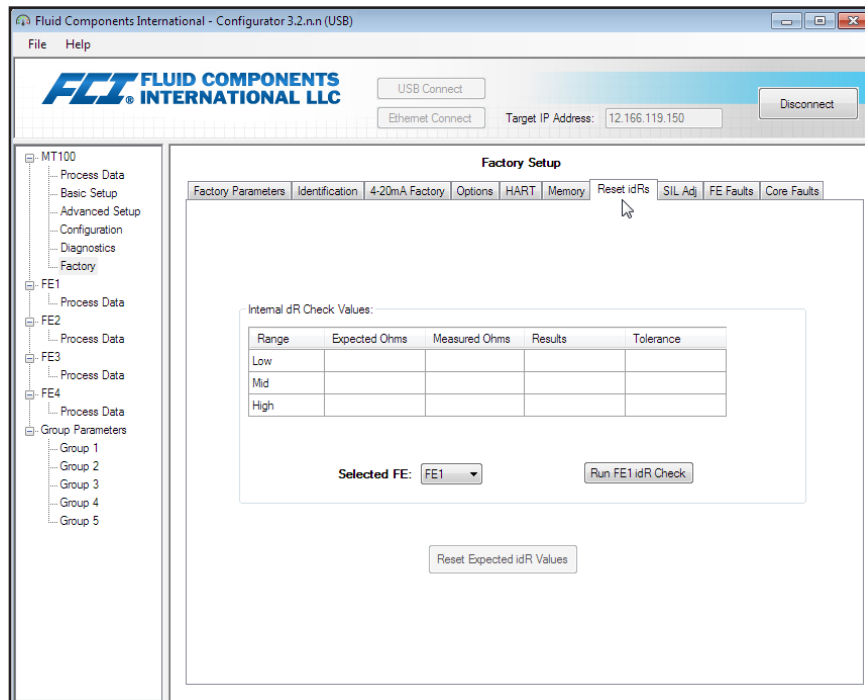 Fluid Components International - Configurator 3.2.n.n (USB)
File Help
FCI® FLUID COMPONENTS
INTERNATIONAL LLC
USB Connect
Ethernet Connect Target IP Address: 12.166.119.150
Disconnect
MT100
Process Data
Basic Setup
Advanced Setup
Configuration
Diagnostics
Factory
FE1
Process Data
FE2
Process Data
FE3
Process Data
FE4
Process Data
Group Parameters
Group 1
Group 2
Group 3
Group 4
Group 5
Factory Setup
Factory Parameters Identification 4-20mA Factory Options HART Memory Reset idRs SIL Adj FE Faults Core Faults
Internal dR Check Values:
Range Expected Ohms Measured Ohms Results Tolerance
Low
Mid
High
Selected FE: FE1 Run FE1 idR Check
Reset Expected idR Values